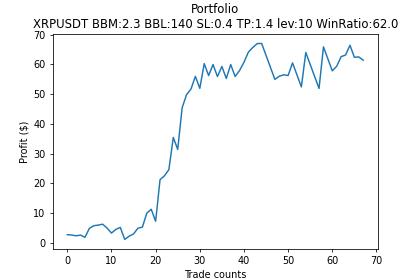 Portfolio
XRPUSDT BBM:2.3 BBL:140 SL:0.4 TP:1.4 lev:10 WinRatio:62.0
70
60
50
40
30
20
10
0
Profit ($)
0 10 20 30 40 50 60 70
Trade counts